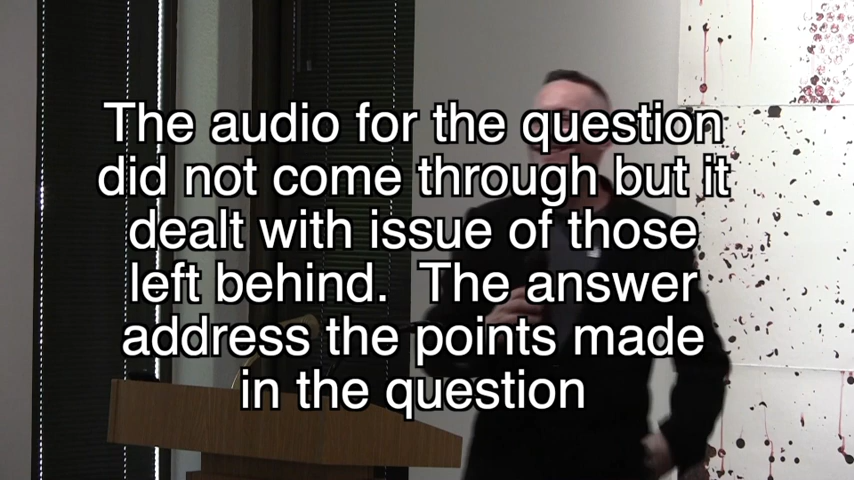 The audio for the question
did not come through but it
dealt with issue of those
left behind.  The answer
address the points made
in the question